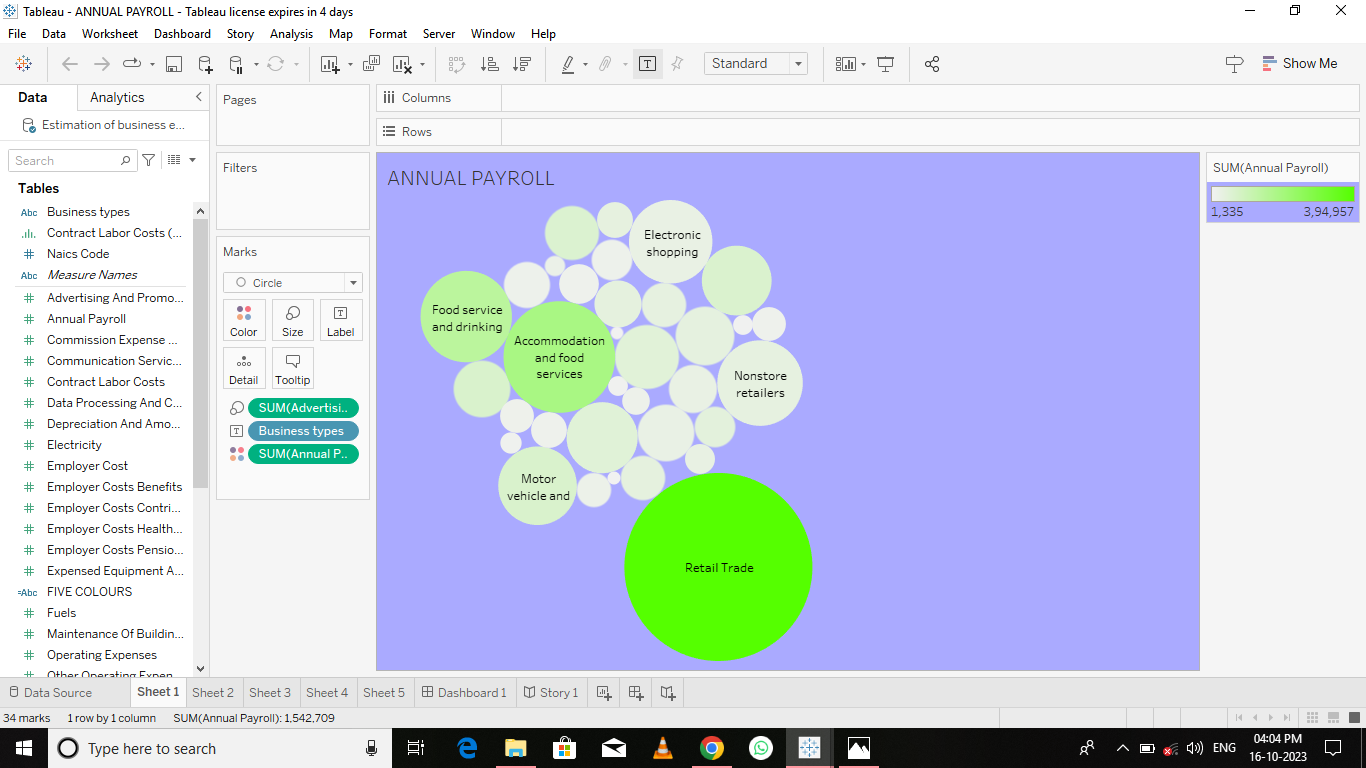 Tableau - ANNUAL PAYROLL - Tableau license expires in 4 days
File Data Worksheet Dashboard Story Analysis Map Format Server Window Help
Standard
Show Me
Data Analytics
Estimation of business e...
Search
Tables
Abc Business types
Contract Labor Costs (...
Naics Code
Abc Measure Names
Advertising And Promo...
Annual Payroll
Commission Expense ...
Communication Servic...
Contract Labor Costs
Data Processing And C...
Depreciation And Amo...
Electricity
Employer Cost
Employer Costs Benefits
Employer Costs Contri...
Employer Costs Health...
Employer Costs Pensio...
Expensed Equipment A...
=Abc FIVE COLOURS
Fuels
Maintenance Of Buildin...
Operating Expenses
Other Operating Expen...
Pages
Filters
Marks
Circle
Color Size Label
Detail Tooltip
SUM(Advertisi..
Business types
SUM(Annual P..
Columns
Rows
ANNUAL PAYROLL
Electronic
shopping
Food service
and drinking
Accommodation
and food
services
Nonstore
retailers
Motor
vehicle and
Retail Trade
SUM(Annual Payroll)
1,335 3,94,957
Data Source Sheet 1 Sheet 2 Sheet 3 Sheet 4 Sheet 5 Dashboard 1 Story 1
34 marks 1 row by 1 column SUM(Annual Payroll): 1,542,709
Type here to search
ENG
04:04 PM
16-10-2023